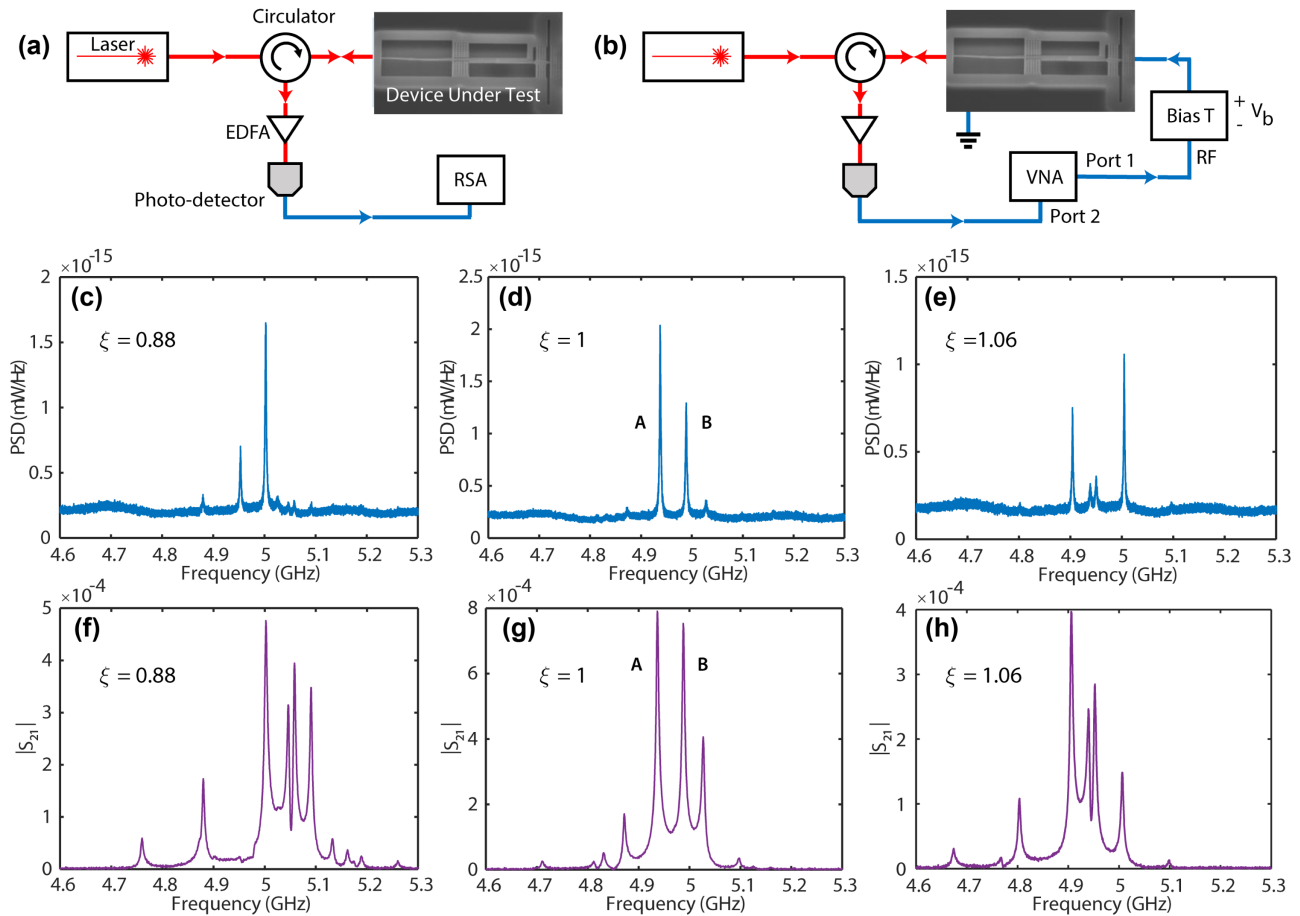 (a)
Laser
Circulator
Device Under Test
EDFA
Photo-detector
RSA
(b)
Bias T
+
-
V_b
RF
Port 1
VNA
Port 2
(c)
×10^-15
ξ = 0.88
PSD (mW/Hz)
2
1.5
1
0.5
0
4.6 4.7 4.8 4.9 5 5.1 5.2 5.3
Frequency (GHz)
(d)
×10^-15
ξ = 1
A B
PSD (mW/Hz)
2.5
2
1.5
1
0.5
0
4.6 4.7 4.8 4.9 5 5.1 5.2 5.3
Frequency (GHz)
(e)
×10^-15
ξ =1.06
PSD (mW/Hz)
1.5
1
0.5
0
4.6 4.7 4.8 4.9 5 5.1 5.2 5.3
Frequency (GHz)
(f)
×10^-4
ξ = 0.88
|S_21|
5
4
3
2
1
0
4.6 4.7 4.8 4.9 5 5.1 5.2 5.3
Frequency (GHz)
(g)
×10^-4
ξ = 1
A B
|S_21|
8
6
4
2
0
4.6 4.7 4.8 4.9 5 5.1 5.2 5.3
Frequency (GHz)
(h)
×10^-4
ξ = 1.06
|S_21|
4
3
2
1
0
4.6 4.7 4.8 4.9 5 5.1 5.2 5.3
Frequency (GHz)